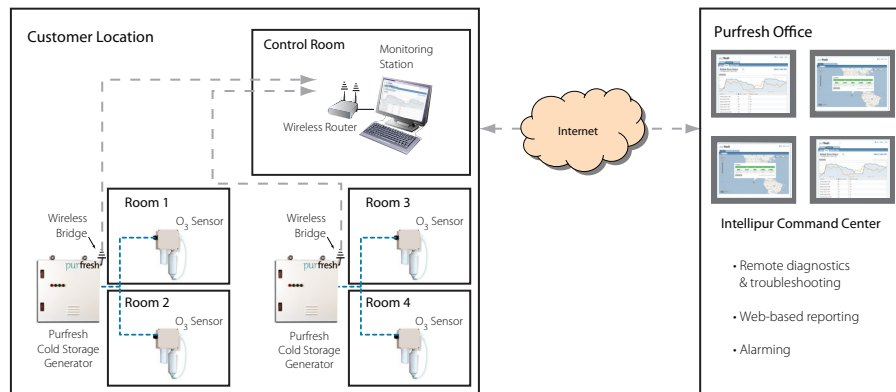 Customer Location
Control Room
Monitoring
Station
Wireless Router
Internet
Purfresh Office
Intellipur Command Center
• Remote diagnostics
& troubleshooting
• Web-based reporting
• Alarming
Wireless
Bridge
Room 1
O3 Sensor
purfresh
Room 2
O3 Sensor
Purfresh
Cold Storage
Generator
Wireless
Bridge
Room 3
O3 Sensor
purfresh
Room 4
O3 Sensor
Purfresh
Cold Storage
Generator